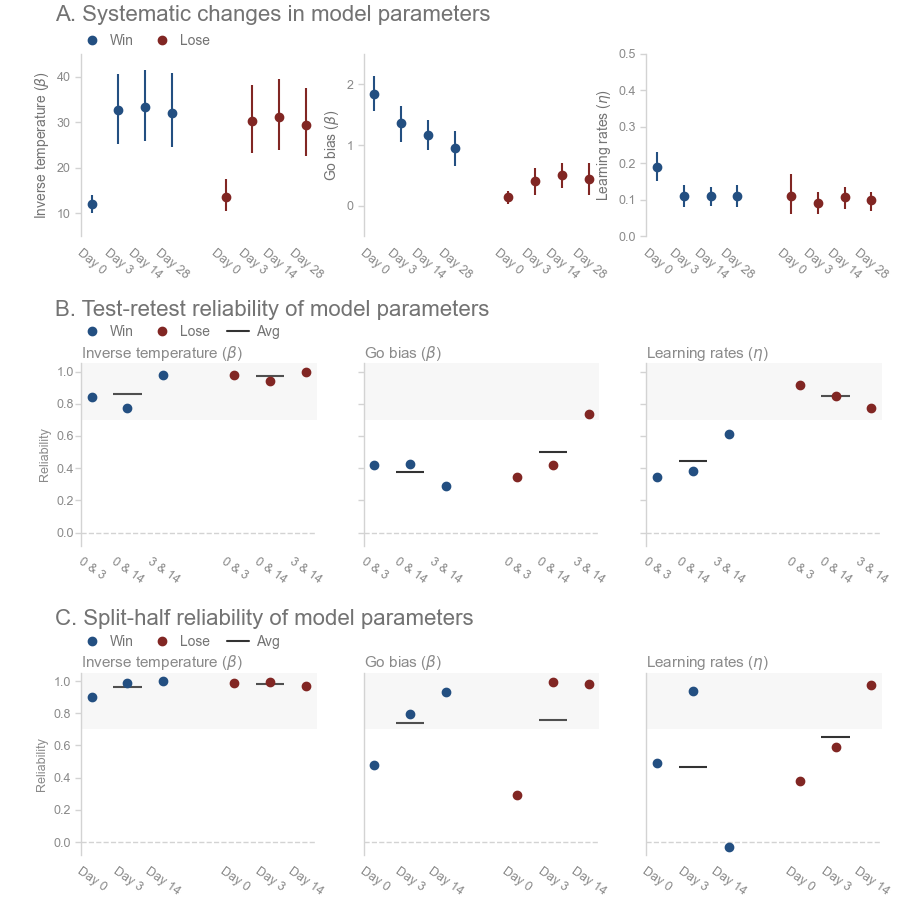 A. Systematic changes in model parameters
Win Lose
Inverse temperature (β)
40
30
20
10
Day 0 Day 3 Day 14 Day 28 Day 0 Day 3 Day 14 Day 28
Go bias (β)
2
1
0
Day 0 Day 3 Day 14 Day 28 Day 0 Day 3 Day 14 Day 28
Learning rates (η)
0.5
0.4
0.3
0.2
0.1
0.0
Day 0 Day 3 Day 14 Day 28 Day 0 Day 3 Day 14 Day 28
B. Test-retest reliability of model parameters
Win Lose Avg
Inverse temperature (β)
Reliability
1.0
0.8
0.6
0.4
0.2
0.0
0 & 3 0 & 14 3 & 14 0 & 3 0 & 14 3 & 14
Go bias (β)
0 & 3 0 & 14 3 & 14 0 & 3 0 & 14 3 & 14
Learning rates (η)
0 & 3 0 & 14 3 & 14 0 & 3 0 & 14 3 & 14
C. Split-half reliability of model parameters
Win Lose Avg
Inverse temperature (β)
Reliability
1.0
0.8
0.6
0.4
0.2
0.0
Day 0 Day 3 Day 14 Day 0 Day 3 Day 14
Go bias (β)
Day 0 Day 3 Day 14 Day 0 Day 3 Day 14
Learning rates (η)
Day 0 Day 3 Day 14 Day 0 Day 3 Day 14